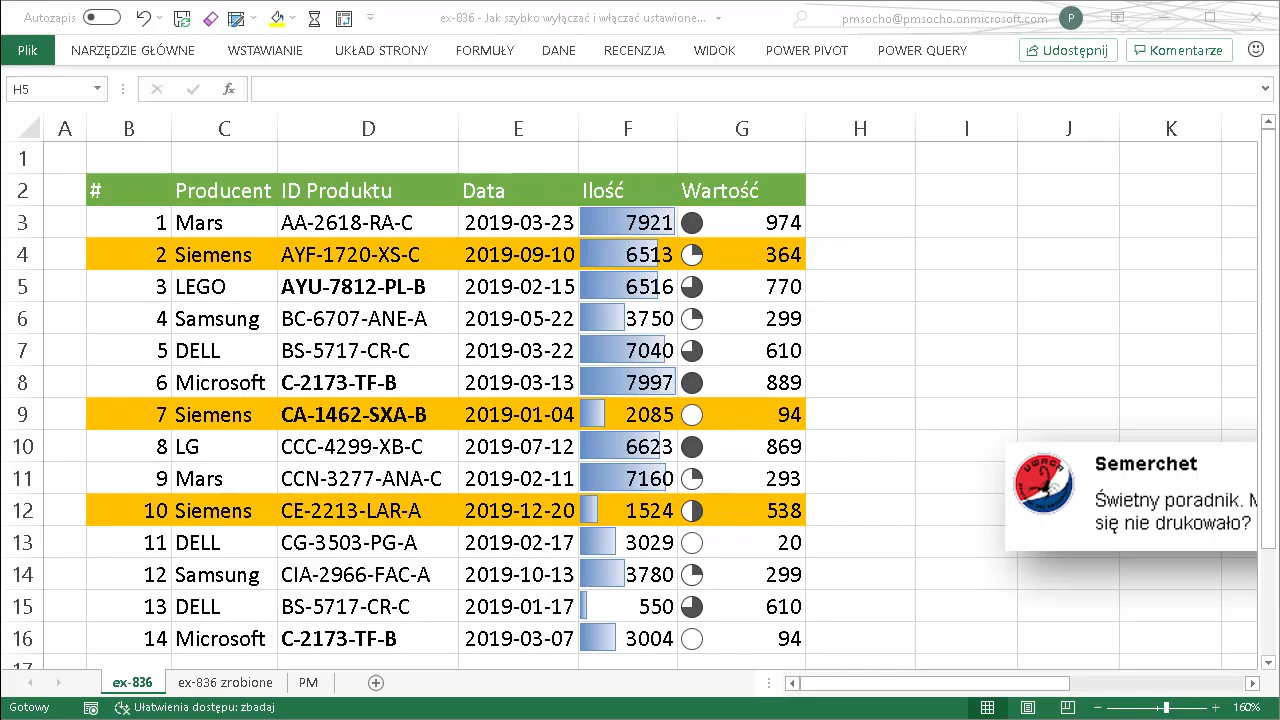 Autozapis
ex-836 - Jak szybko włączać i włączać ustawione...
pmsocho@pmsocho.onmicrosoft.com
P
Plik NARZĘDZIE GŁÓWNE WSTAWIANIE UKŁAD STRONY FORMUŁY DANE RECENZJA WIDOK POWER PIVOT POWER QUERY Udostępnij Komentarze
H5 fx
A B C D E F G H I J K
1
2 # Producent ID Produktu Data Ilość Wartość
3 1 Mars AA-2618-RA-C 2019-03-23 7921 974
4 2 Siemens AYF-1720-XS-C 2019-09-10 6513 364
5 3 LEGO AYU-7812-PL-B 2019-02-15 6516 770
6 4 Samsung BC-6707-ANE-A 2019-05-22 3750 299
7 5 DELL BS-5717-CR-C 2019-03-22 7040 610
8 6 Microsoft C-2173-TF-B 2019-03-13 7997 889
9 7 Siemens CA-1462-SXA-B 2019-01-04 2085 94
10 8 LG CCC-4299-XB-C 2019-07-12 6623 869
11 9 Mars CCN-3277-ANA-C 2019-02-11 7160 293
12 10 Siemens CE-2213-LAR-A 2019-12-20 1524 538
13 11 DELL CG-3503-PG-A 2019-02-17 3029 20
14 12 Samsung CIA-2966-FAC-A 2019-10-13 3780 299
15 13 DELL BS-5717-CR-C 2019-01-17 550 610
16 14 Microsoft C-2173-TF-B 2019-03-07 3004 94
17
Semerchet
Świetny poradnik. M
się nie drukowało?
ex-836 ex-836 zrobione PM
Gotowy Ułatwienia dostępu: zbadaj 160%